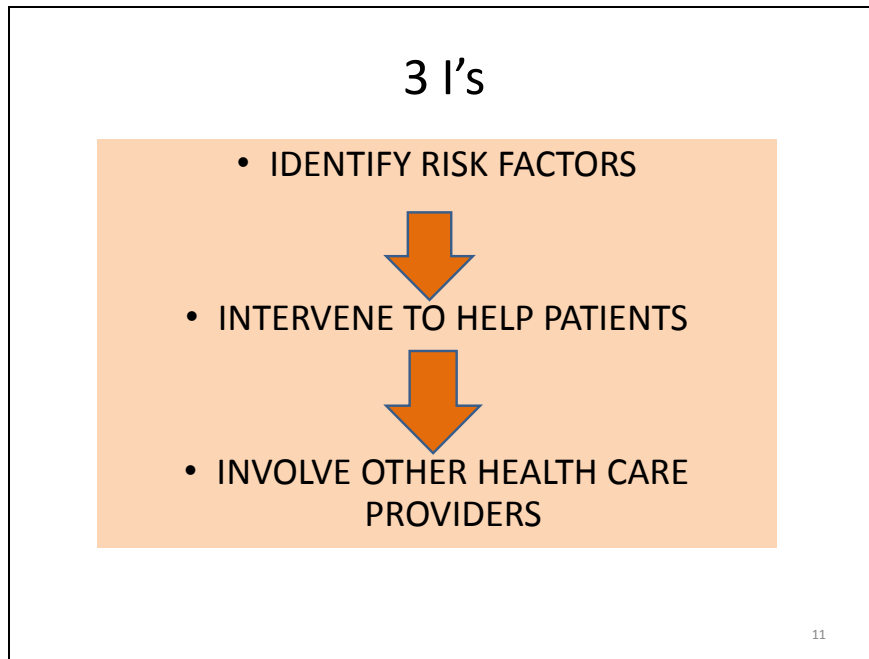 3 I’s
• IDENTIFY RISK FACTORS
• INTERVENE TO HELP PATIENTS
• INVOLVE OTHER HEALTH CARE
PROVIDERS
11